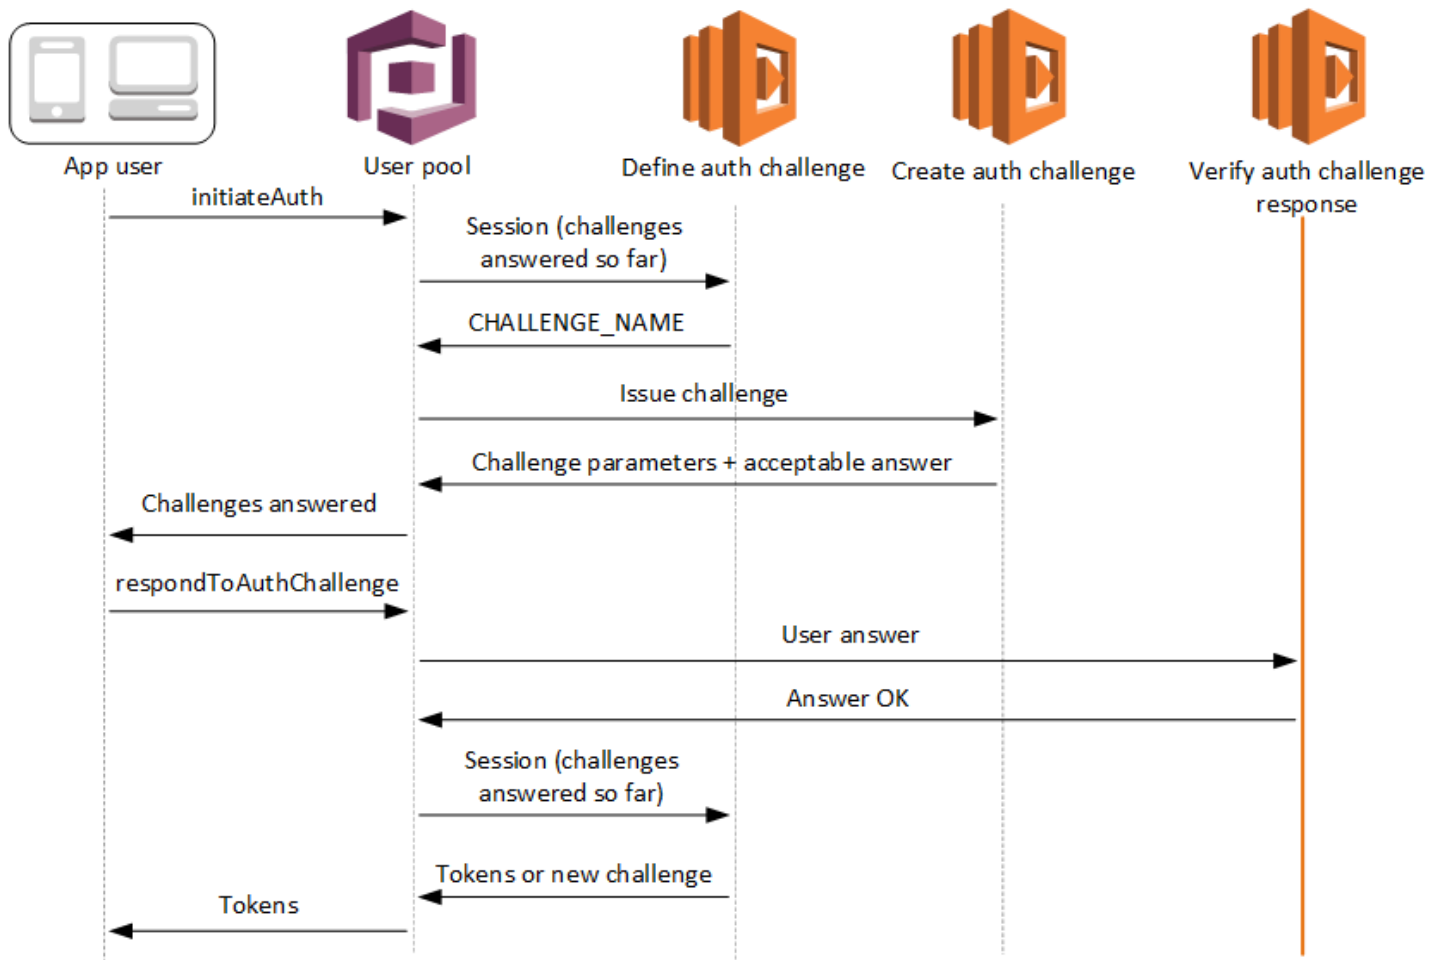 App user
User pool
Define auth challenge
Create auth challenge
Verify auth challenge
response
initiateAuth
Session (challenges
answered so far)
CHALLENGE_NAME
Issue challenge
Challenge parameters + acceptable answer
Challenges answered
respondToAuthChallenge
User answer
Answer OK
Session (challenges
answered so far)
Tokens or new challenge
Tokens